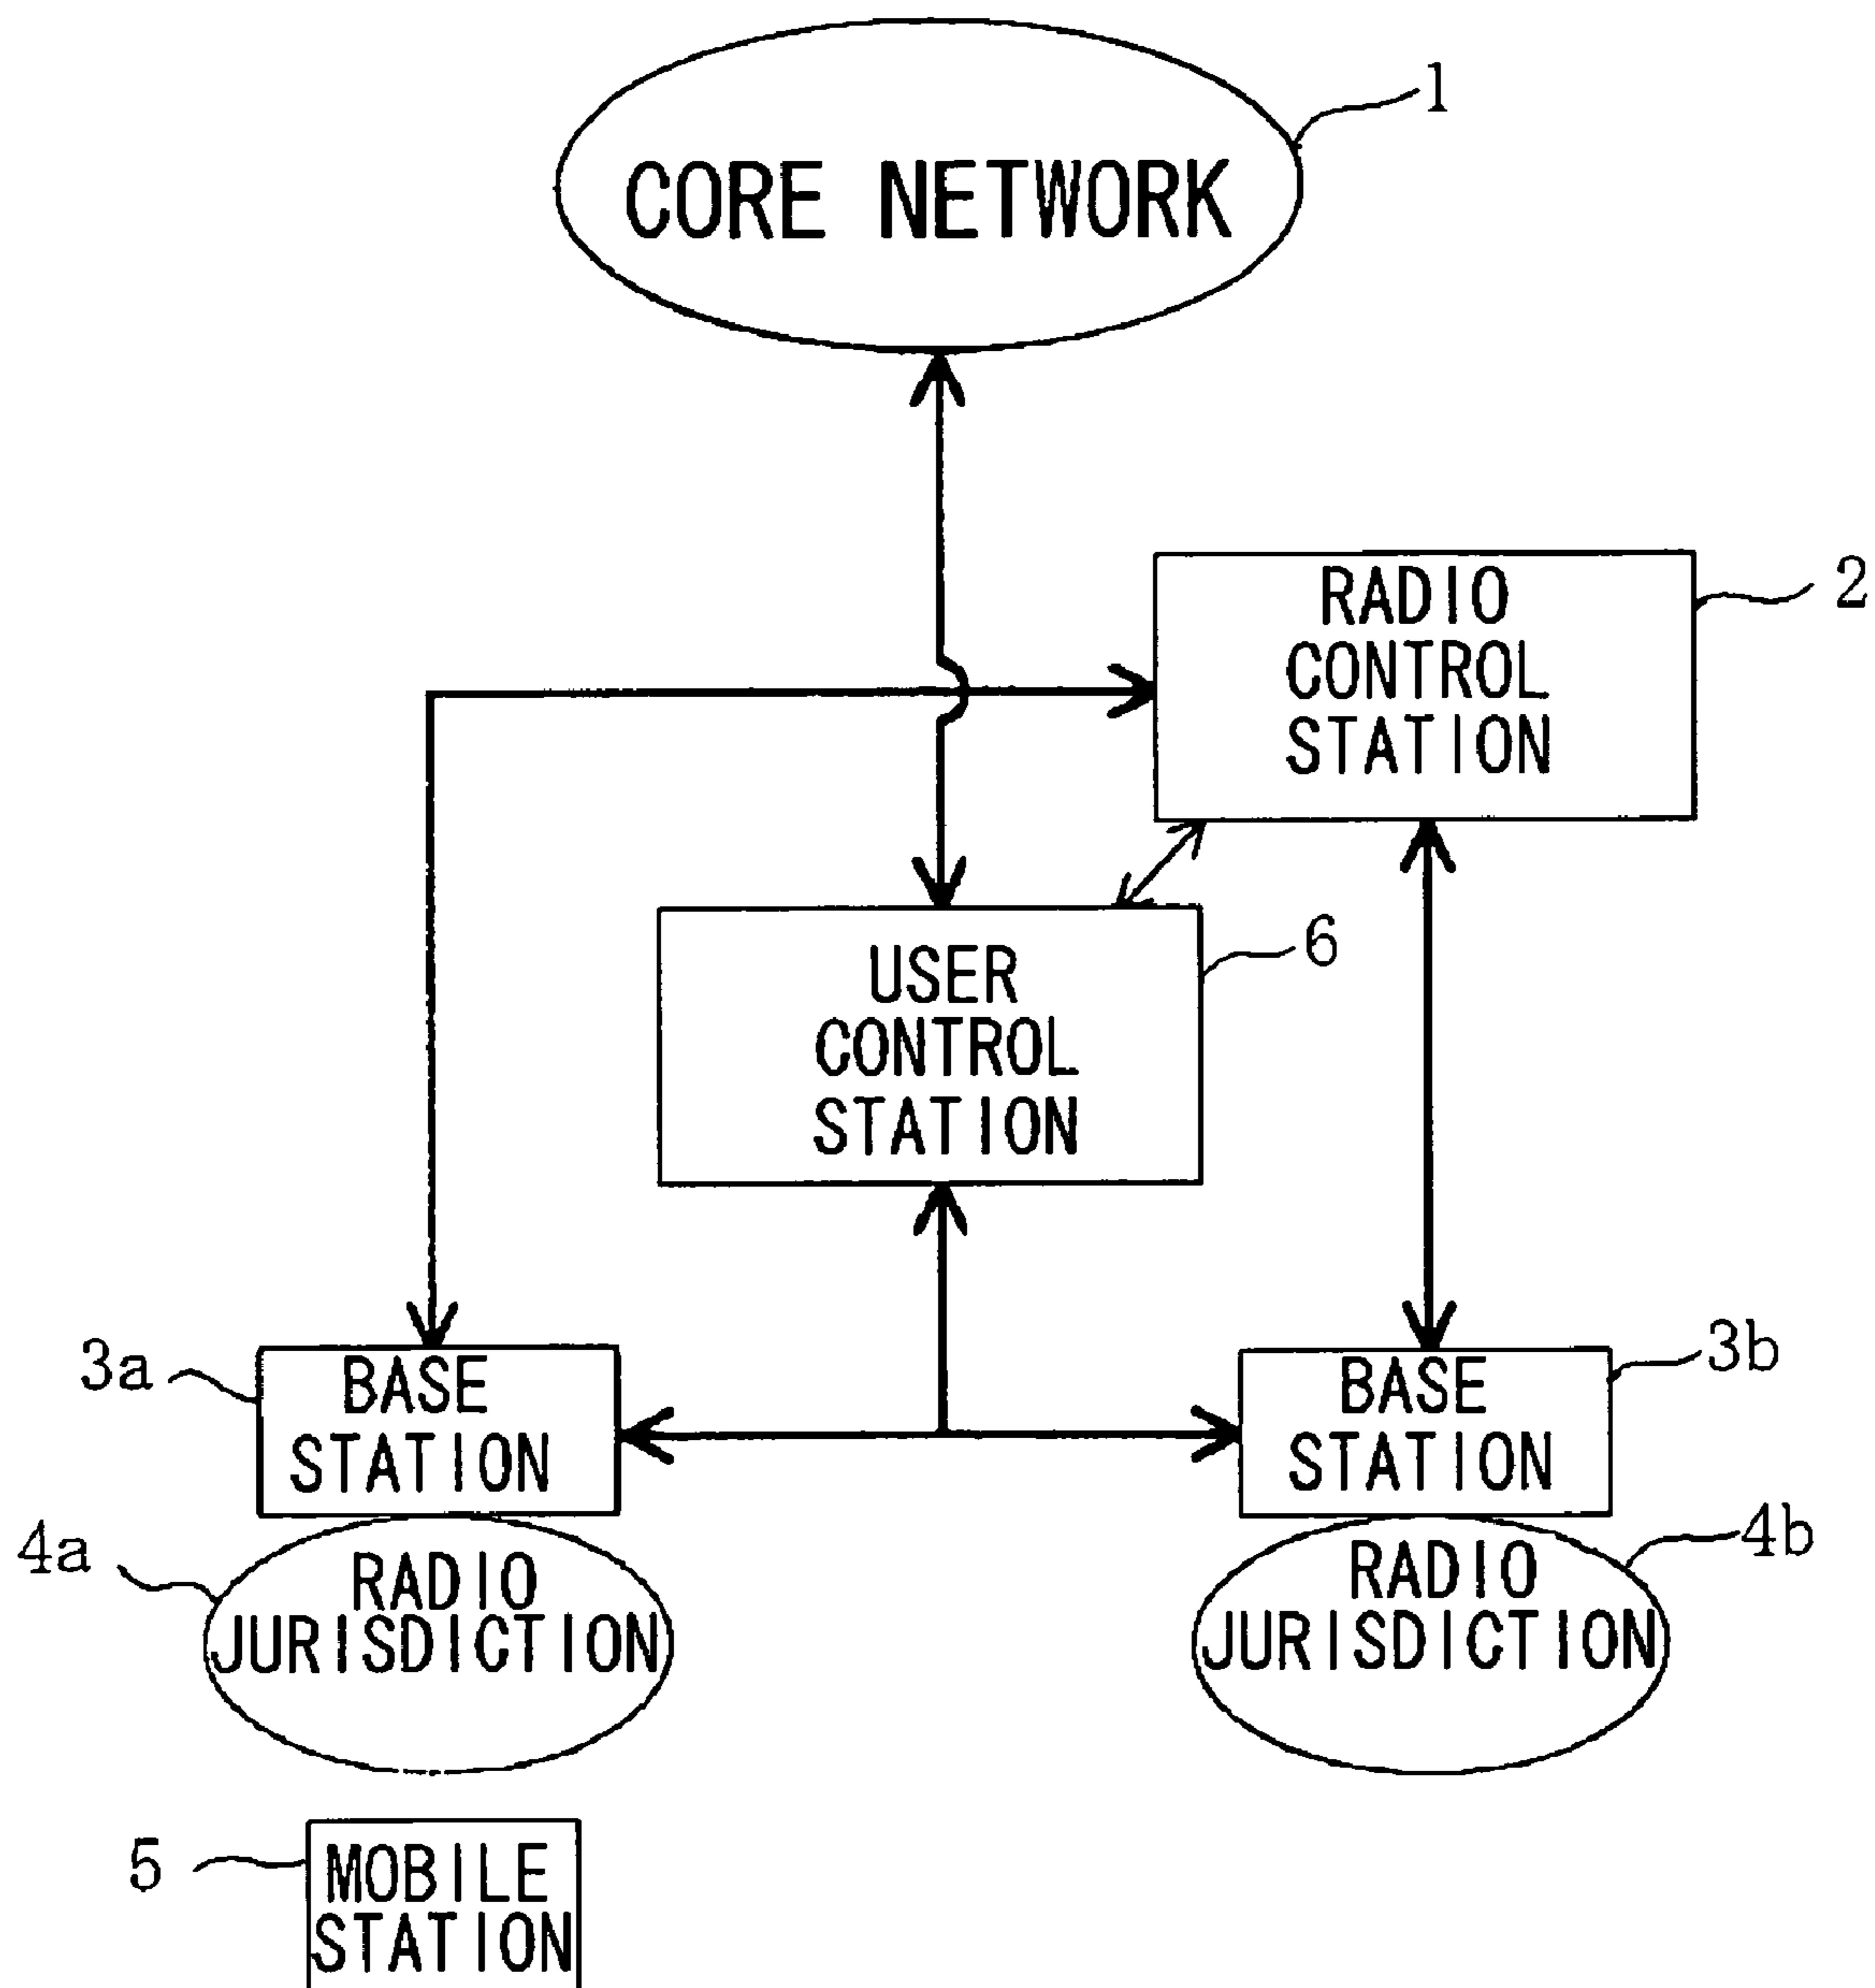 1
CORE NETWORK
2
RADIO
CONTROL
STATION
6
USER
CONTROL
STATION
3a
BASE
STATION
3b
BASE
STATION
4a
RADIO
JURISDICTION
4b
RADIO
JURISDICTION
5
MOBILE
STATION